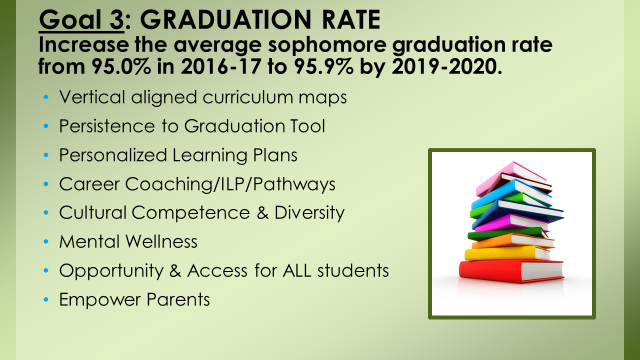 Goal 3: GRADUATION RATE
Increase the average sophomore graduation rate
from 95.0% in 2016-17 to 95.9% by 2019-2020.
• Vertical aligned curriculum maps
• Persistence to Graduation Tool
• Personalized Learning Plans
• Career Coaching/ILP/Pathways
• Cultural Competence & Diversity
• Mental Wellness
• Opportunity & Access for ALL students
• Empower Parents